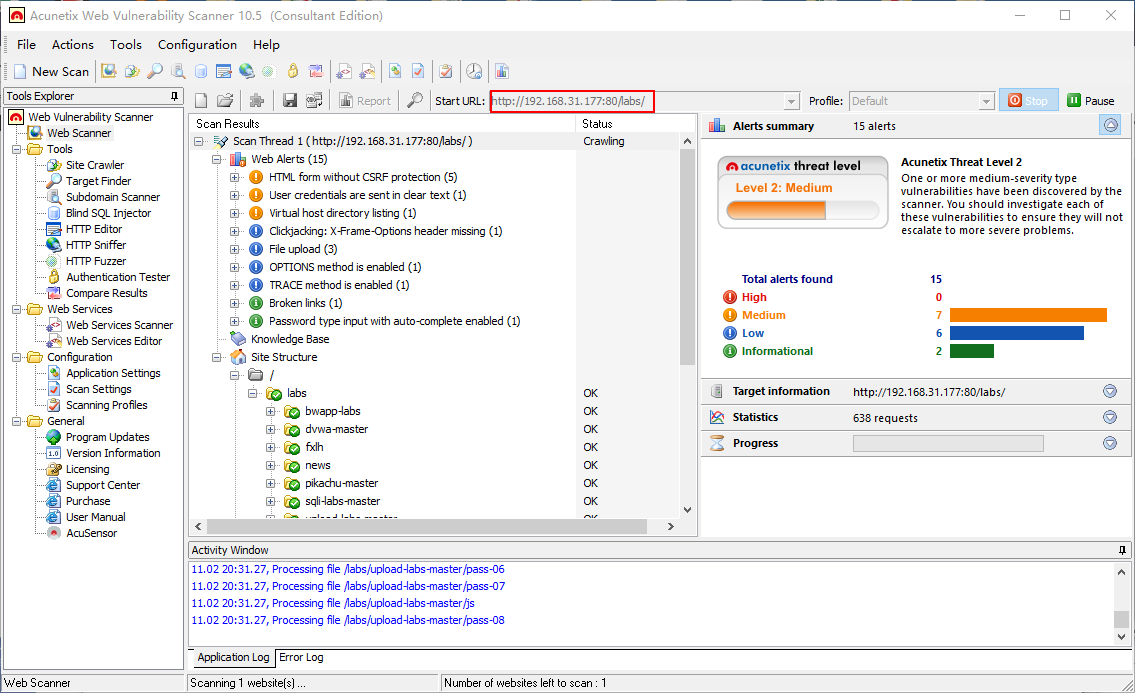 Acunetix Web Vulnerability Scanner 10.5 (Consultant Edition)
File Actions Tools Configuration Help
New Scan
Tools Explorer
Web Vulnerability Scanner
Web Scanner
Tools
Site Crawler
Target Finder
Subdomain Scanner
Blind SQL Injector
HTTP Editor
HTTP Sniffer
HTTP Fuzzer
Authentication Tester
Compare Results
Web Services
Web Services Scanner
Web Services Editor
Configuration
Application Settings
Scan Settings
Scanning Profiles
General
Program Updates
1.0 Version Information
Licensing
Support Center
Purchase
User Manual
AcuSensor
Report Start URL: http://192.168.31.177:80/labs/ Profile: Default Stop Pause
Scan Results Status
Scan Thread 1 ( http://192.168.31.177:80/labs/ ) Crawling
Web Alerts (15)
HTML form without CSRF protection (5)
User credentials are sent in clear text (1)
Virtual host directory listing (1)
Clickjacking: X-Frame-Options header missing (1)
File upload (3)
OPTIONS method is enabled (1)
TRACE method is enabled (1)
Broken links (1)
Password type input with auto-complete enabled (1)
Knowledge Base
Site Structure
/
labs OK
bwapp-labs OK
dvwa-master OK
fxlh OK
news OK
pikachu-master OK
sqli-labs-master OK
upload-labs-master OK
Alerts summary 15 alerts
acunetix threat level
Level 2: Medium
Acunetix Threat Level 2
One or more medium-severity type
vulnerabilities have been discovered by the
scanner. You should investigate each of
these vulnerabilities to ensure they will not
escalate to more severe problems.
Total alerts found 15
High 0
Medium 7
Low 6
Informational 2
Target information http://192.168.31.177:80/labs/
Statistics 638 requests
Progress
Activity Window
11.02 20:31.27, Processing file /labs/upload-labs-master/pass-06
11.02 20:31.27, Processing file /labs/upload-labs-master/pass-07
11.02 20:31.27, Processing file /labs/upload-labs-master/js
11.02 20:31.27, Processing file /labs/upload-labs-master/pass-08
Application Log Error Log
Web Scanner Scanning 1 website(s) ... Number of websites left to scan : 1